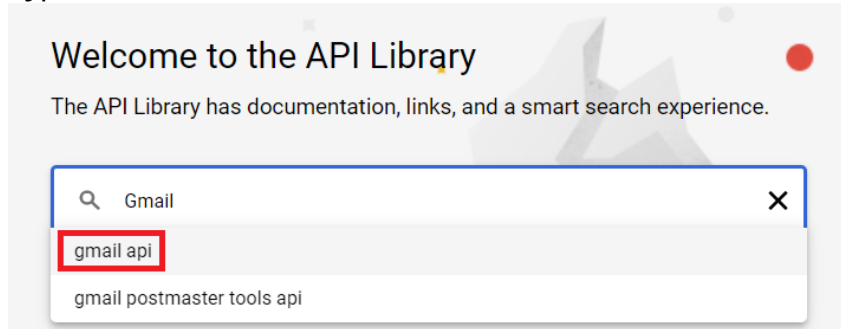 Welcome to the API Library
The API Library has documentation, links, and a smart search experience.
Gmail
gmail api
gmail postmaster tools api